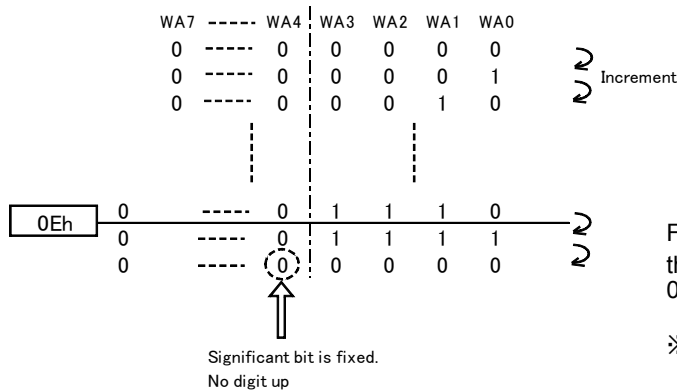 WA7 ----- WA4 WA3 WA2 WA1 WA0
0 ---- 0 0 0 0 0
0 ---- 0 0 0 0 1
Increment
0 ----- 0 0 0 1 0
0Eh 0 ----- 0 1 1 1 0
0 ---- 0 1 1 1 1
0 ---- 0 0 0 0 0
Significant bit is fixed.
No digit up
F
th
0
※